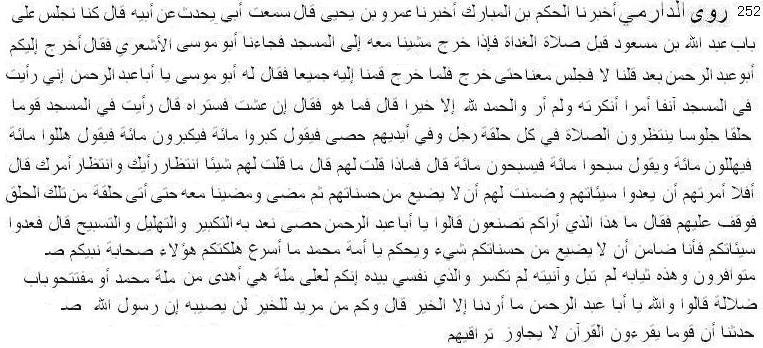 252 روى الدارمي أخبرنا الحكم بن المبارك أخبرنا عمرو بن يحيى قال سمعت أبى يحدث عن أبيه قال كنا نجلس على
باب عبد الله بن مسعود قبل صلاة الغداة فإذا خرج مشينا معه إلى المسجد فجاءنا أبو موسى الأشعري فقال أخرج إليكم
أبو عبد الرحمن بعد قلنا لا فجلس معنا حتى خرج فلما خرج قمنا إليه جميعا فقال له أبو موسى يا أبا عبد الرحمن إني رأيت
في المسجد آنفا أمرا أنكرته ولم أر والحمد لله إلا خيرا قال فما هو فقال إن عشت فستراه قال رأيت في المسجد قوما
حلقا جلوسا ينتظرون الصلاة في كل حلقة رجل وفي أيديهم حصى فيقول كبروا مائة فيكبرون مائة فيقول هللوا مائة
فيهللون مائة ويقول سبحوا مائة فيسبحون مائة قال فماذا قلت لهم قال ما قلت لهم شيئا انتظار رأيك وانتظار أمرك قال
أفلا أمرتهم أن يعدوا سيئاتهم وضمنت لهم أن لا يضيع من حسناتهم ثم مضى ومضينا معه حتى أتى حلقة من تلك الحلق
فوقف عليهم فقال ما هذا الذي أراكم تصنعون قالوا يا أبا عبد الرحمن حصى نعد به التكبير والتهليل والتسبيح قال فعدوا
سيئاتكم فأنا ضامن أن لا يضيع من حسناتكم شيء ويحكم يا أمة محمد ما أسرع هلكتكم هؤلاء صحابة نبيكم صـ
متوافرون وهذه ثيابه لم تبل وآنيته لم تكسر والذي نفسي بيده إنكم لعلى ملة هي أهدى من ملة محمد أو مفتتحو باب
ضلالة قالوا والله يا أبا عبد الرحمن ما أردنا إلا الخير قال وكم من مريد للخير لن يصيبه إن رسول الله صـ
حدثنا أن قوما يقرءون القرآن لا يجاوز تراقيهم